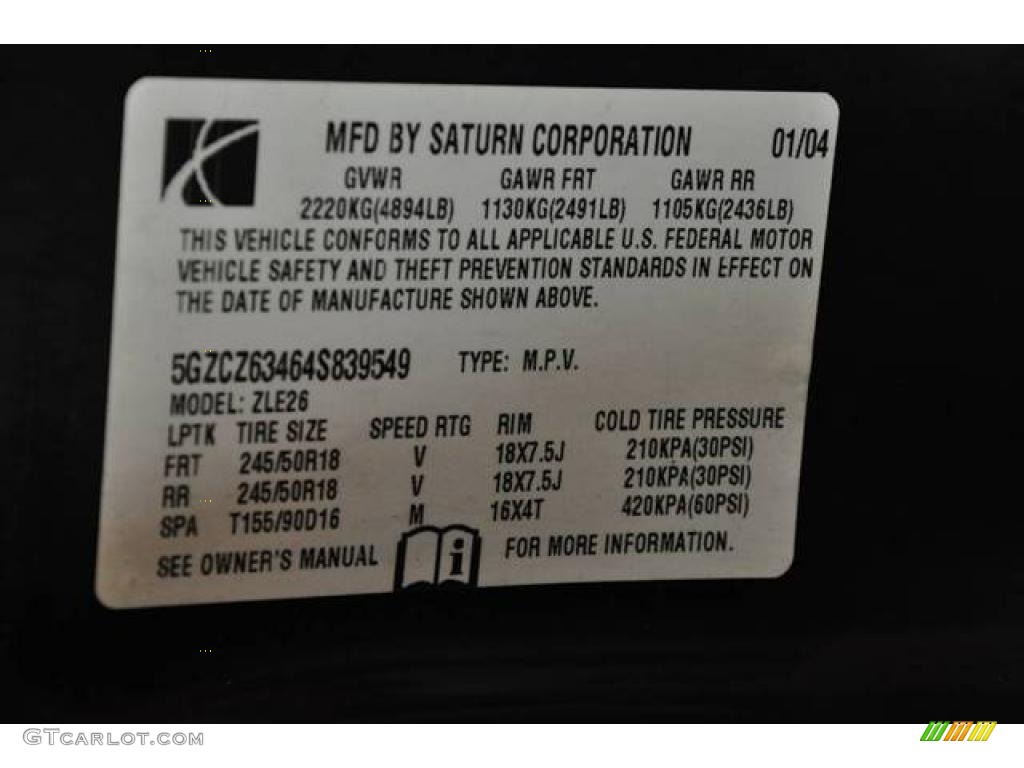 MFD BY SATURN CORPORATION 01/04
GVWR GAWR FRT GAWR RR
2220KG(4894LB) 1130KG(2491LB) 1105KG(2436LB)
THIS VEHICLE CONFORMS TO ALL APPLICABLE U.S. FEDERAL MOTOR
VEHICLE SAFETY AND THEFT PREVENTION STANDARDS IN EFFECT ON
THE DATE OF MANUFACTURE SHOWN ABOVE.
5GZCZ63464S839549 TYPE: M.P.V.
MODEL: ZLE26
LPTK TIRE SIZE SPEED RTG RIM COLD TIRE PRESSURE
FRT 245/50R18 V 18X7.5J 210KPA(30PSI)
RR 245/50R18 V 18X7.5J 210KPA(30PSI)
SPA T155/90D16 M 16X4T 420KPA(60PSI)
SEE OWNER'S MANUAL i FOR MORE INFORMATION.
GTCARLOT.COM